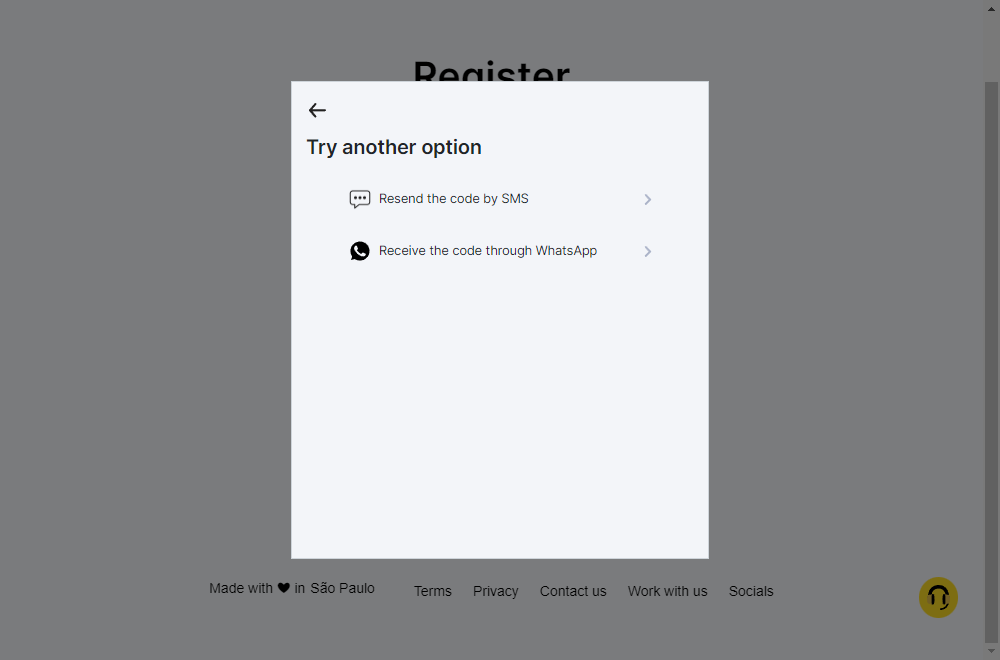 Register
Try another option
Resend the code by SMS
Receive the code through WhatsApp
Made with ❤ in São Paulo
Terms Privacy Contact us Work with us Socials